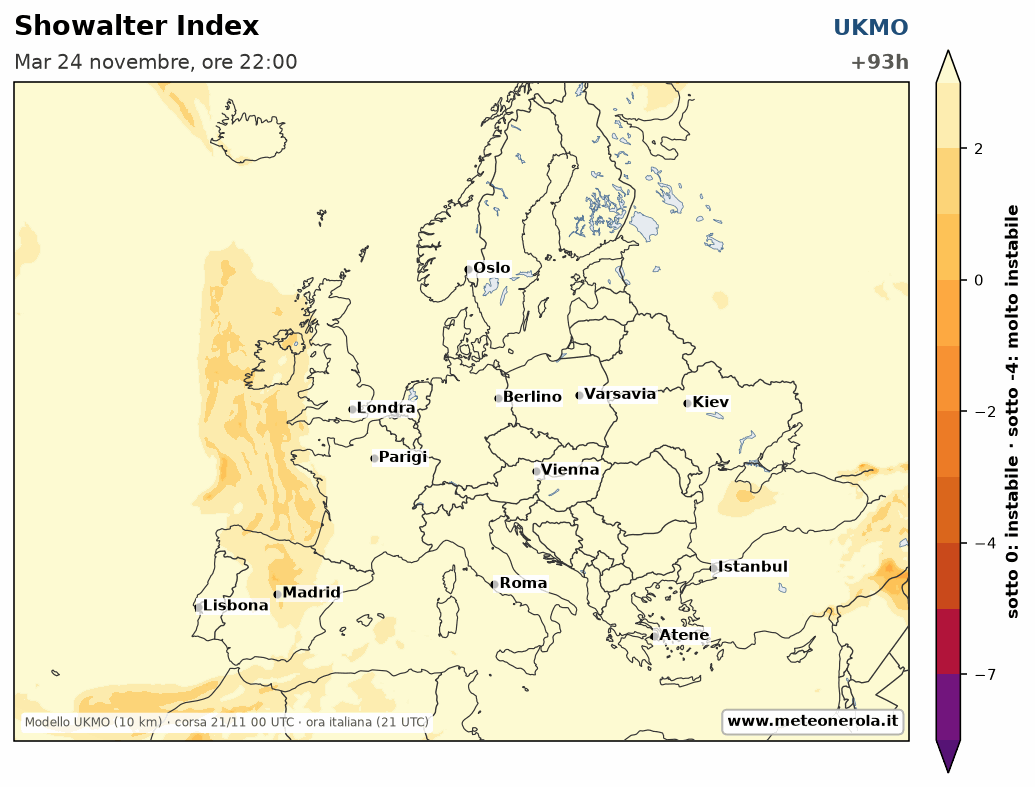 Showalter Index
UKMO
Mar 24 novembre, ore 22:00
+93h
Oslo
Londra
Berlino
Varsavia
Kiev
Parigi
Vienna
Istanbul
Roma
Madrid
Lisbona
Atene
Modello UKMO (10 km) · corsa 21/11 00 UTC · ora italiana (21 UTC)
www.meteonerola.it
2
0
−2
−4
−7
sotto 0: instabile · sotto -4: molto instabile